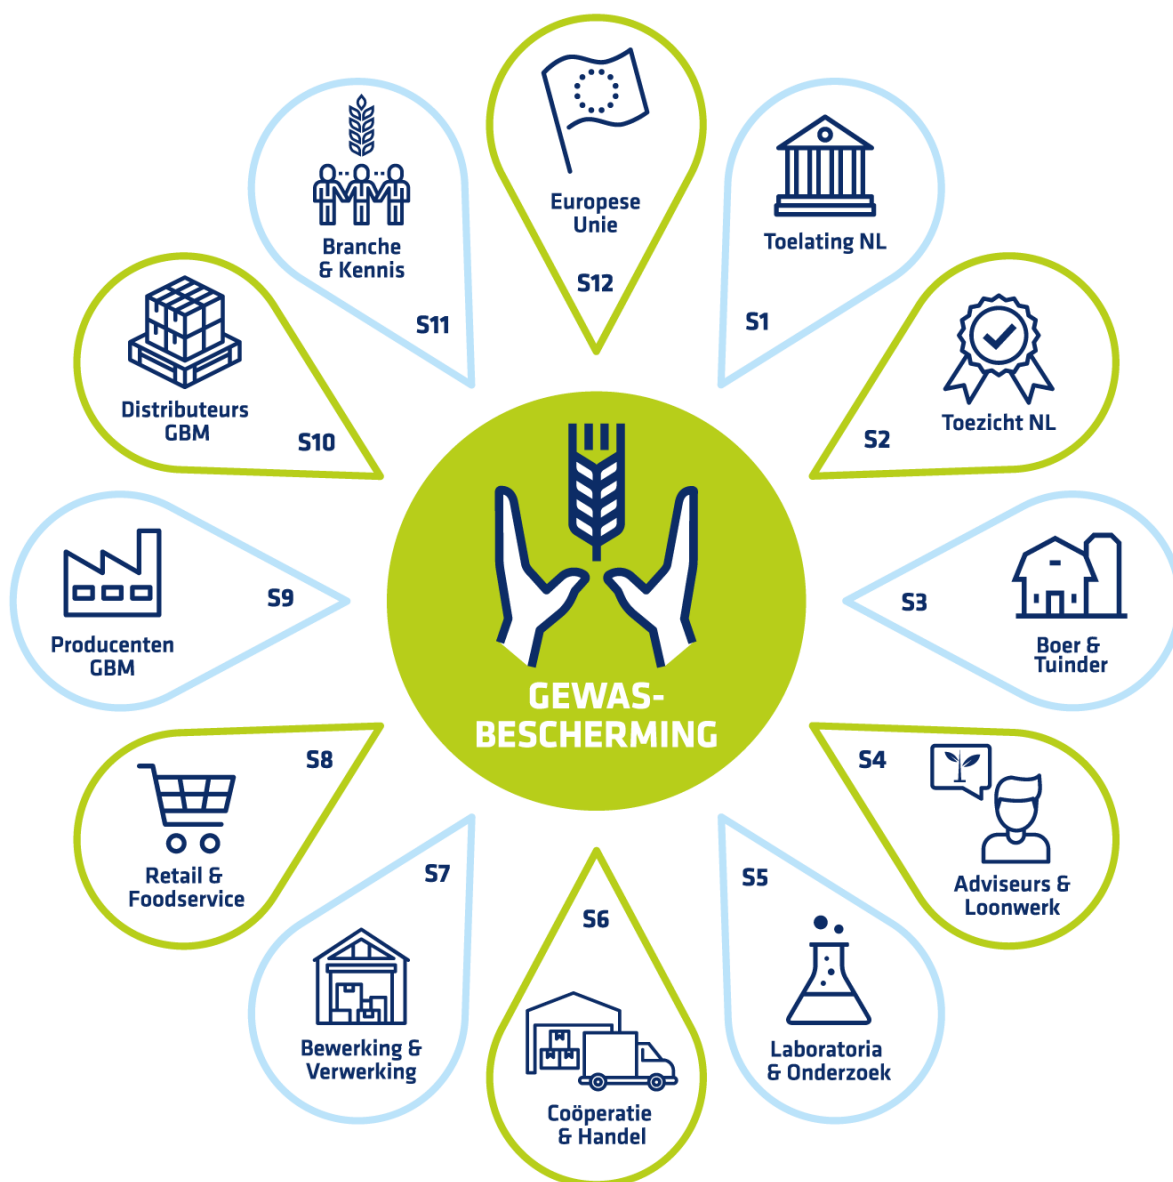 Europese
Unie
S12
Toelating NL
S1
Toezicht NL
S2
Boer &
Tuinder
S3
Adviseurs &
Loonwerk
S4
Laboratoria
& Onderzoek
S5
Coöperatie
& Handel
S6
Bewerking &
Verwerking
S7
Retail &
Foodservice
S8
Producenten
GBM
S9
Distributeurs
GBM
S10
Branche
& Kennis
S11
GEWAS-
BESCHERMING